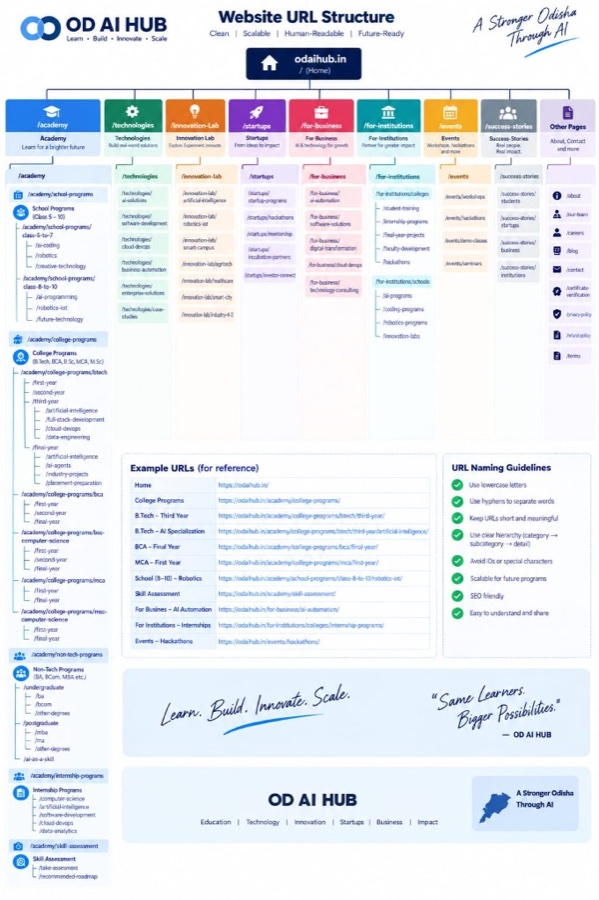 OD AI HUB
Learn • Build • Innovate • Scale
Website URL Structure
Clean | Scalable | Human-Readable | Future-Ready
A Stronger Odisha
Through AI
odaihub.in
/ (Home)
/academy
Academy
Learn for a brighter future
/technologies
Technologies
Build real-world solutions
/innovation-Lab
Innovation Lab
Explore Experiment Innovate
/startups
Startups
From ideas to impact
/for-business
For Business
AI & technology for growth
/for-institutions
For Institutions
Partner for greater impact
/events
Events
Workshops, hackathons
and more
/success-stories
Success-Stories
Real people.
Real impact.
Other Pages
About, Contact
and more
/academy
/academy/school-programs
School Programs
(Class 5 – 10)
/academy/school-programs/
class-5-to-7
/ai-coding
/robotics
/creative-technology
/academy/school-programs/
class-8-to-10
/ai-programming
/robotics-iot
/future-technology
/academy/college-programs
College Programs
(B.Tech, BCA, B.Sc, MCA, M.Sc)
/academy/college-programs/btech
/first-year
/second-year
/third-year
/artificial-intelligence
/full-stack-development
/cloud-devops
/data-engineering
/final-year
/artificial-intelligence
/ai-agents
/industry-projects
/placement-preparation
/academy/college-programs/bca
/first-year
/second-year
/final-year
/academy/college-programs/bsc-
computer-science
/first-year
/second-year
/final-year
/academy/college-programs/mca
/first-year
/final-year
/academy/college-programs/msc-
computer-science
/first-year
/final-year
/academy/non-tech-programs
Non-Tech Programs
(BA, BCom, MBA etc.)
/undergraduate
/ba
/bcom
/other-degrees
/postgraduate
/mba
/ma
/other-degrees
/ai-as-a-skill
/academy/internship-programs
Internship Programs
/computer-science
/artificial-intelligence
/software-development
/cloud-devops
/data-analytics
/academy/skill-assessment
Skill Assessment
/take-assesment
/recommended-roadmap
/technologies
/technologies/
ai-solutions
/technologies/
software-development
/technologies/
cloud-devops
/technologies/
business-automation
/technologies/
enterprise-solutions
/technologies/case-
studies
/innovation-lab
/innovation-lab/
artificial-intelligence
/innovation-lab/
robotics-iot
/innovation-lab/
smart-campus
/innovation-lab/agritech
/innovation-lab/healthcare
/innovation-lab/smart-city
/innovation-lab/industry-4-0
/startups
/startups/
startup-programs
/startups/hackathons
/startups/mentorship
/startups/
incubation-partners
/startups/investor-connect
/for-business
/for-business/
ai-automation
/for-business/
software-solutions
/for-business/
digital-transformation
/for-business/cloud-devops
/for-business/
technology-consulting
/for-institutions
/for-institutions/colleges
/student-training
/internship-programs
/final-year-projects
/faculty-development
/hackathons
/for-institutions/schools
/ai-programs
/coding-programs
/robotics-programs
/innovation-labs
/events
/events/workshops
/events/hackathons
/events/demo-classes
/events/seminars
/success-stories
/success-stories/
students
/success-stories/
startups
/success-stories/
business
/success-stories/
institutions
/about
/our-team
/careers
/blog
/contact
/certificate-
verification
/privacy-policy
/refund-policy
/terms
Example URLs (for reference)
Home https://odaihub.in/
College Programs https://odaihub.in/academy/college-programs/
B.Tech – Third Year https://odaihub.in/academy/college-programs/btech/third-year/
B.Tech – AI Specialization https://odaihub.in/academy/college-programs/btech/third-year/artificial-intelligence/
BCA – Final Year https://odaihub.in/academy/college-programs/bca/final-year/
MCA – First Year https://odaihub.in/academy/college-programs/mca/first-year/
School (8–10) – Robotics https://odaihub.in/academy/school-programs/class-8-to-10/robotics-iot/
Skill Assessment https://odaihub.in/academy/skill-assessment/
For Busines – AI Automation https://odaihub.in/for-business/ai-automation/
For Institutions – Internships https://odaihub.in/for-institutions/colleges/internship-programs/
Events – Hackathons https://odaihub.in/events/hackathons/
URL Naming Guidelines
Use lowercase letters
Use hyphens to separate words
Keep URLs short and meaningful
Use clear hierarchy (category →
subcategory → detail)
Avoid IDs or special characters
Scalable for future programs
SEO friendly
Easy to understand and share
Learn. Build. Innovate. Scale.
"Same Learners.
Bigger Possibilities."
— OD AI HUB
OD AI HUB
Education | Technology | Innovation | Startups | Business | Impact
A Stronger Odisha
Through AI